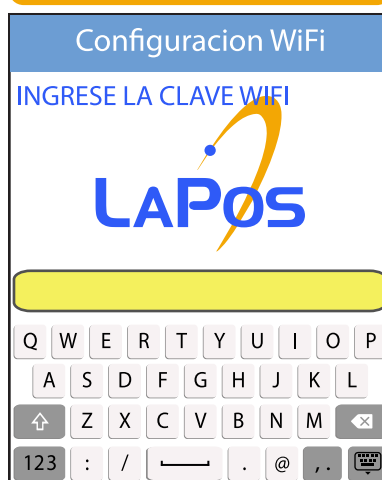 Configuracion WiFi
INGRESE LA CLAVE WIFI
LAPOS
Q W E R T Y U I O P
A S D F G H J K L
Z X C V B N M
123 : / . @ , .